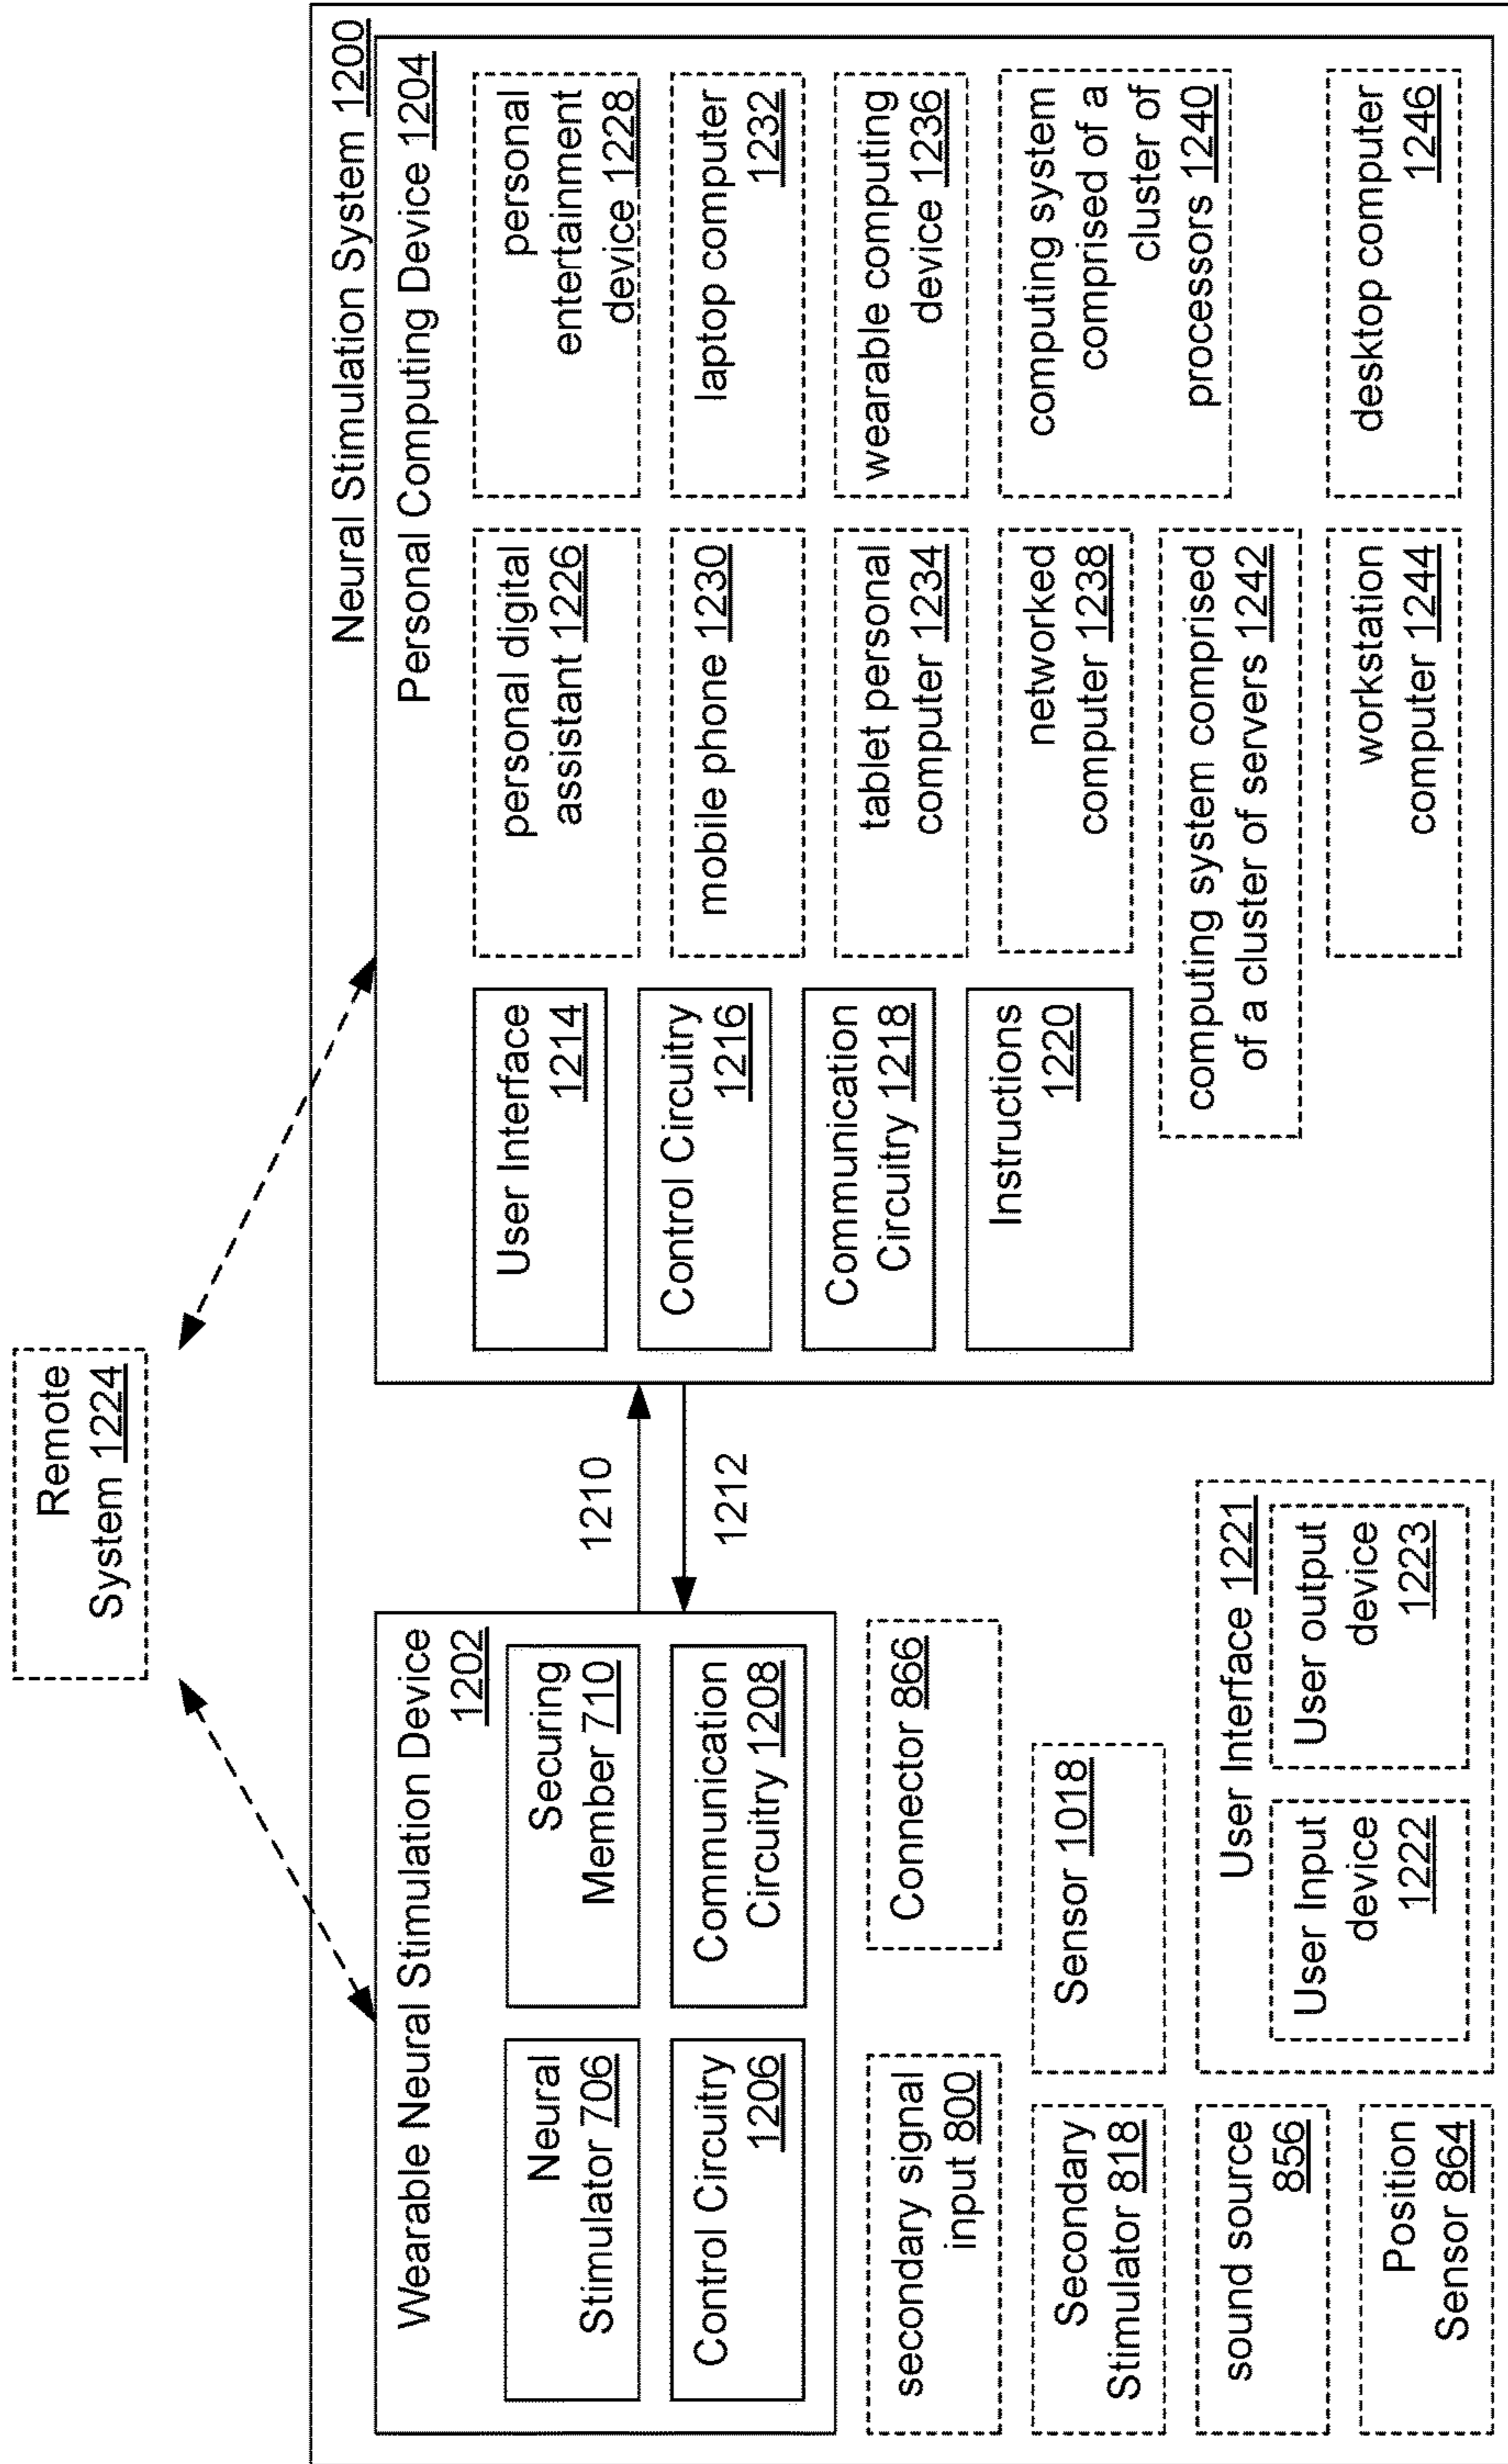 Remote
System 1224
Neural Stimulation System 1200
Wearable Neural Stimulation Device
1202
Neural
Stimulator 706
Securing
Member 710
Control Circuitry
1206
Communication
Circuitry 1208
1210
1212
secondary signal
input 800
Connector 866
Secondary
Stimulator 818
Sensor 1018
sound source
856
Position
Sensor 864
User Interface 1221
User Input
device
1222
User output
device
1223
Personal Computing Device 1204
User Interface
1214
Control Circuitry
1216
Communication
Circuitry 1218
Instructions
1220
personal digital
assistant 1226
personal
entertainment
device 1228
mobile phone 1230
laptop computer
1232
tablet personal
computer 1234
wearable computing
device 1236
networked
computer 1238
computing system
comprised of a
cluster of
processors 1240
computing system comprised
of a cluster of servers 1242
workstation
computer 1244
desktop computer
1246